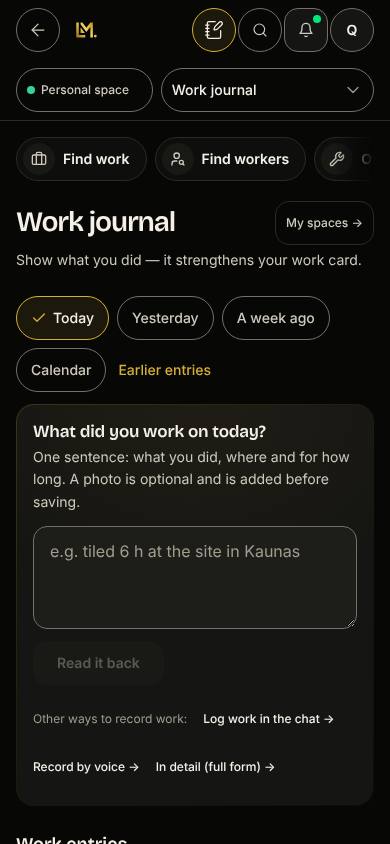 LM.
Q
Personal space
Work journal
Find work
Find workers
Work journal
My spaces →
Show what you did — it strengthens your work card.
Today
Yesterday
A week ago
Calendar
Earlier entries
What did you work on today?
One sentence: what you did, where and for how
long. A photo is optional and is added before
saving.
e.g. tiled 6 h at the site in Kaunas
Read it back
Other ways to record work:
Log work in the chat →
Record by voice →
In detail (full form) →
Work entries